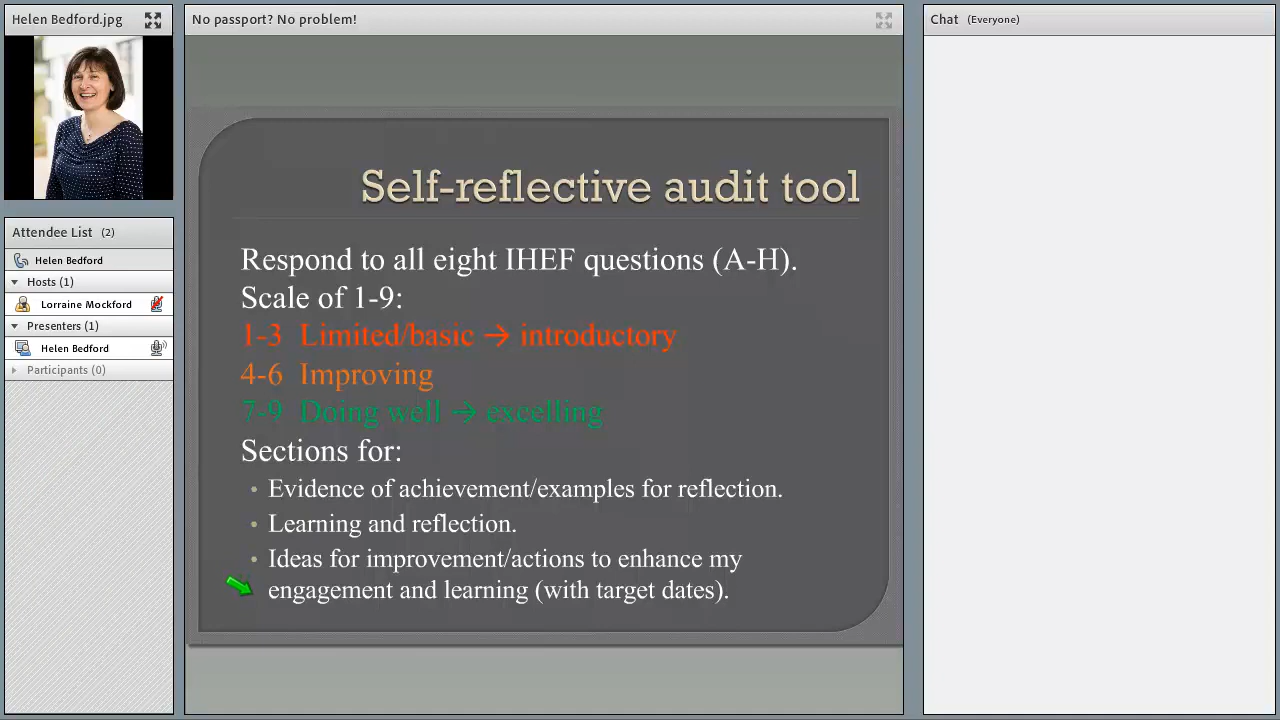 Helen Bedford.jpg
Attendee List (2)
Helen Bedford
Hosts (1)
Lorraine Mockford
Presenters (1)
Helen Bedford
Participants (0)
No passport? No problem!
Self-reflective audit tool
Respond to all eight IHEF questions (A-H).
Scale of 1-9:
1-3 Limited/basic → introductory
4-6 Improving
7-9 Doing well → excelling
Sections for:
• Evidence of achievement/examples for reflection.
• Learning and reflection.
• Ideas for improvement/actions to enhance my
engagement and learning (with target dates).
Chat (Everyone)